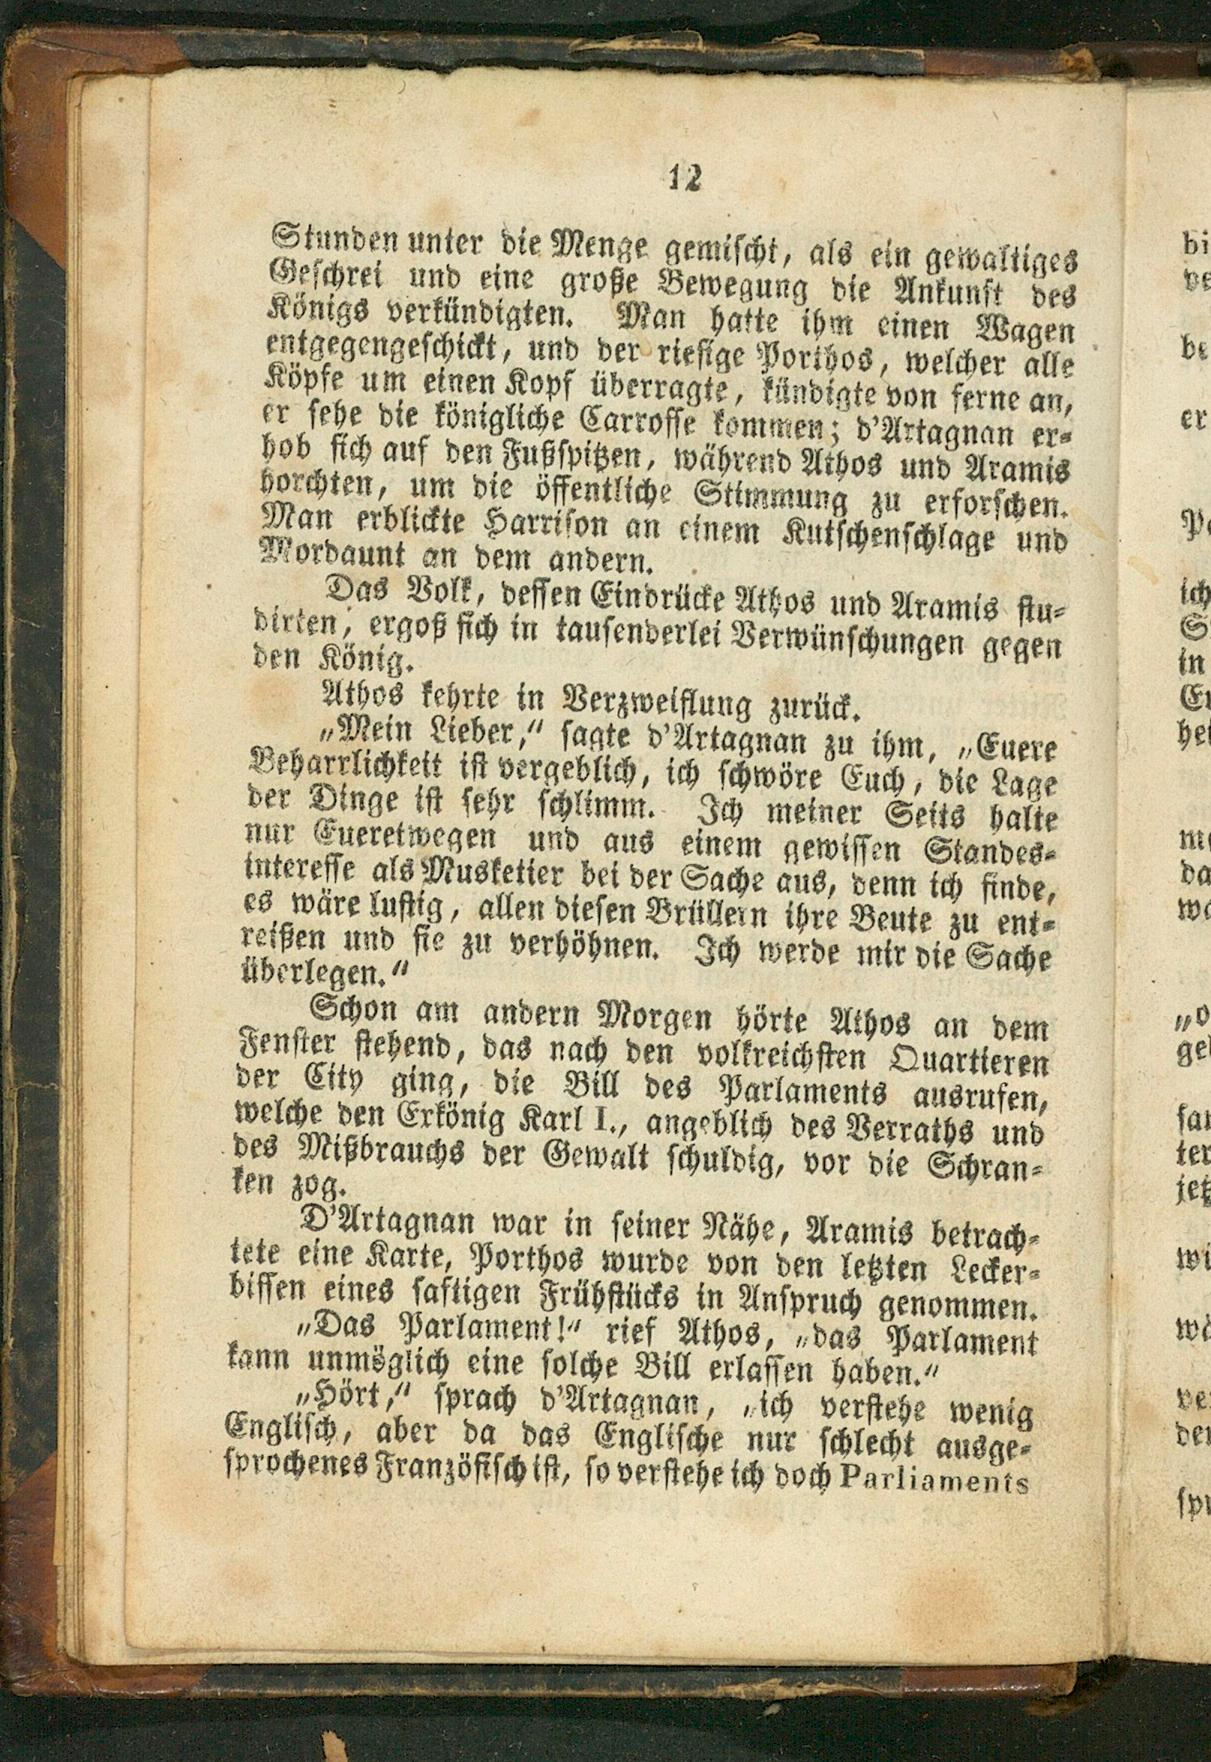 12
Stunden unter die Menge gemischt, als ein gewaltiges
Geschrei und eine große Bewegung die Ankunft des
Königs verkündigten. Man hatte ihm einen Wagen
entgegengeschickt, und der riesige Porthos, welcher alle
Köpfe um einen Kopf überragte, kündigte von ferne an,
er sehe die königliche Carrosse kommen; d'Artagnan er-
hob sich auf den Fußspitzen, während Athos und Aramis
horchten, um die öffentliche Stimmung zu erforschen.
Man erblickte Harrison an einem Kutschenschlage und
Mordaunt an dem andern.
Das Volk, dessen Eindrücke Athos und Aramis stu-
dirten, ergoß sich in tausenderlei Verwünschungen gegen
den König.
Athos kehrte in Verzweiflung zurück.
„Mein Lieber,“ sagte d'Artagnan zu ihm, „Euere
Beharrlichkeit ist vergeblich, ich schwöre Euch, die Lage
der Dinge ist sehr schlimm. Ich meiner Seits halte
nur Eueretwegen und aus einem gewissen Standes-
interesse als Musketier bei der Sache aus, denn ich finde,
es wäre lustig, allen diesen Brüllern ihre Beute zu ent-
reißen und sie zu verhöhnen. Ich werde mir die Sache
überlegen.“
Schon am andern Morgen hörte Athos an dem
Fenster stehend, das nach den volkreichsten Quartieren
der City ging, die Bill des Parlaments ausrufen,
welche den Exkönig Karl I., angeblich des Verraths und
des Mißbrauchs der Gewalt schuldig, vor die Schran-
ken zog.
D'Artagnan war in seiner Nähe, Aramis betrach-
tete eine Karte, Porthos wurde von den letzten Lecker-
bissen eines saftigen Frühstücks in Anspruch genommen.
„Das Parlament!“ rief Athos, „das Parlament
kann unmöglich eine solche Bill erlassen haben.“
„Hört,“ sprach d'Artagnan, „ich verstehe wenig
Englisch, aber da das Englische nur schlecht ausge-
sprochenes Französisch ist, so verstehe ich doch Parliaments